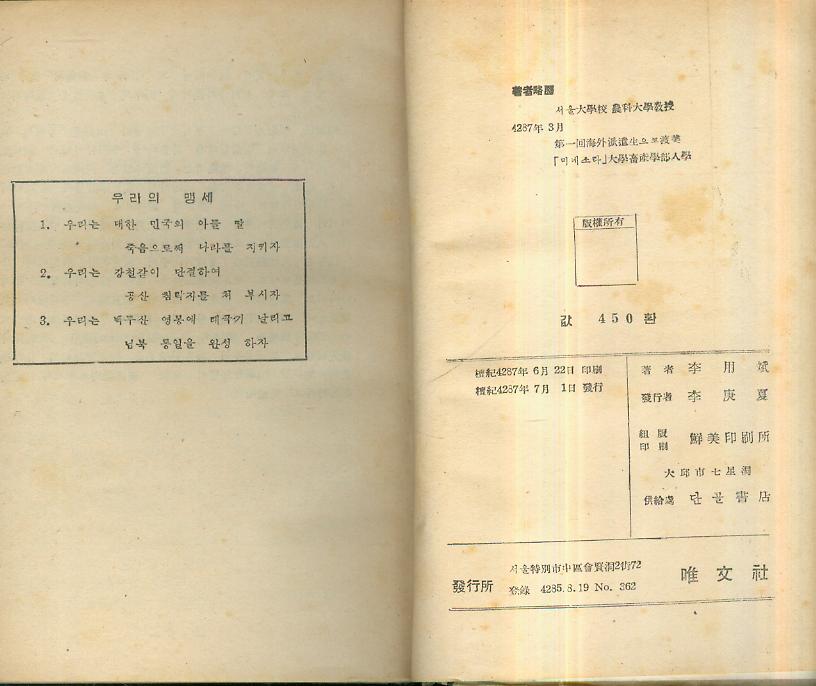 우리의 맹세
1. 우리는 대한 민국의 아들 딸
죽음으로써 나라를 지키자
2. 우리는 강철같이 단결하여
공산 침략자를 쳐 부시자
3. 우리는 백두산 영봉에 태극기 날리고
남북 통일을 완성 하자
著者略歷
서울大學校 農科大學敎授
4287年 3月
第一回海外派遣生으로渡美
「미네소타」大學畜産學部入學
版權所有
값 450환
檀紀4287年 6月 22日 印刷
檀紀4287年 7月 1日 發行
著者 李用斌
發行者 李庚夏
組版
印刷 鮮美印刷所
大邱市七星洞
供給處 단울書店
發行所
서울特別市中區會賢洞2街72
登錄 4285.8.19 No. 362
唯文社